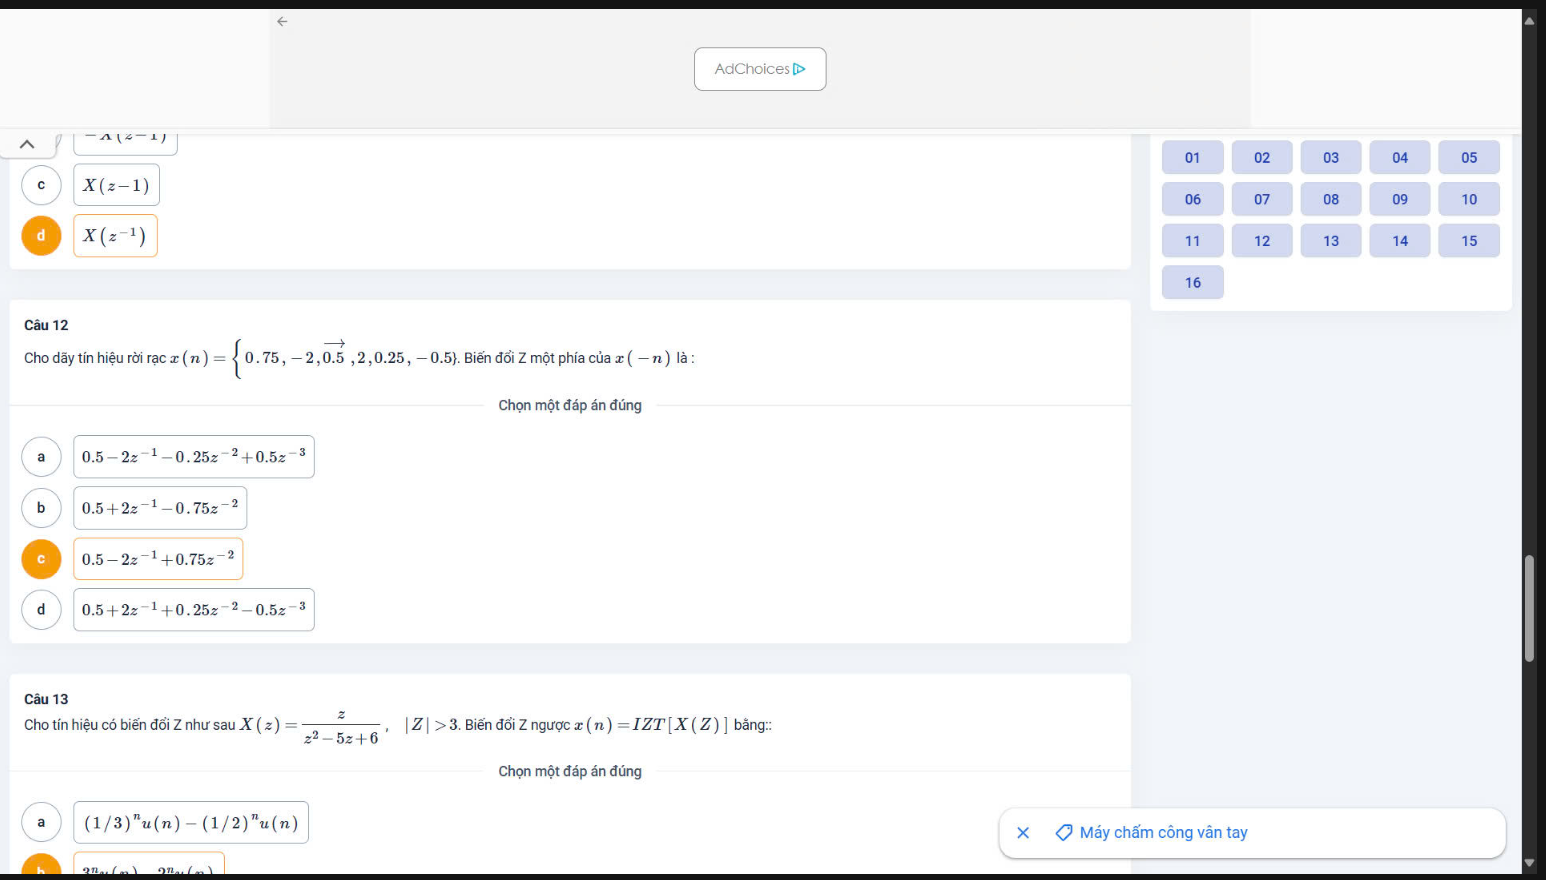 ←
AdChoices
− X ( z − 1 )
c X ( z − 1 )
d X ( z⁻¹ )
01 02 03 04 05
06 07 08 09 10
11 12 13 14 15
16
Câu 12
Cho dãy tín hiệu rời rạc x ( n ) = { 0.75 , − 2 , 0.5→ , 2 , 0.25 , − 0.5}. Biến đổi Z một phía của x ( − n ) là :
Chọn một đáp án đúng
a 0.5 − 2z⁻¹ − 0.25z⁻² + 0.5z⁻³
b 0.5 + 2z⁻¹ − 0.75z⁻²
c 0.5 − 2z⁻¹ + 0.75z⁻²
d 0.5 + 2z⁻¹ + 0.25z⁻² − 0.5z⁻³
Câu 13
Cho tín hiệu có biến đổi Z như sau X ( z ) = z / (z² − 5z + 6) , |Z| > 3. Biến đổi Z ngược x ( n ) = IZT [ X ( Z ) ] bằng::
Chọn một đáp án đúng
a (1/3)ⁿu(n) − (1/2)ⁿu(n)
b 3ⁿu(n) − 2ⁿu(n)
Máy chấm công vân tay